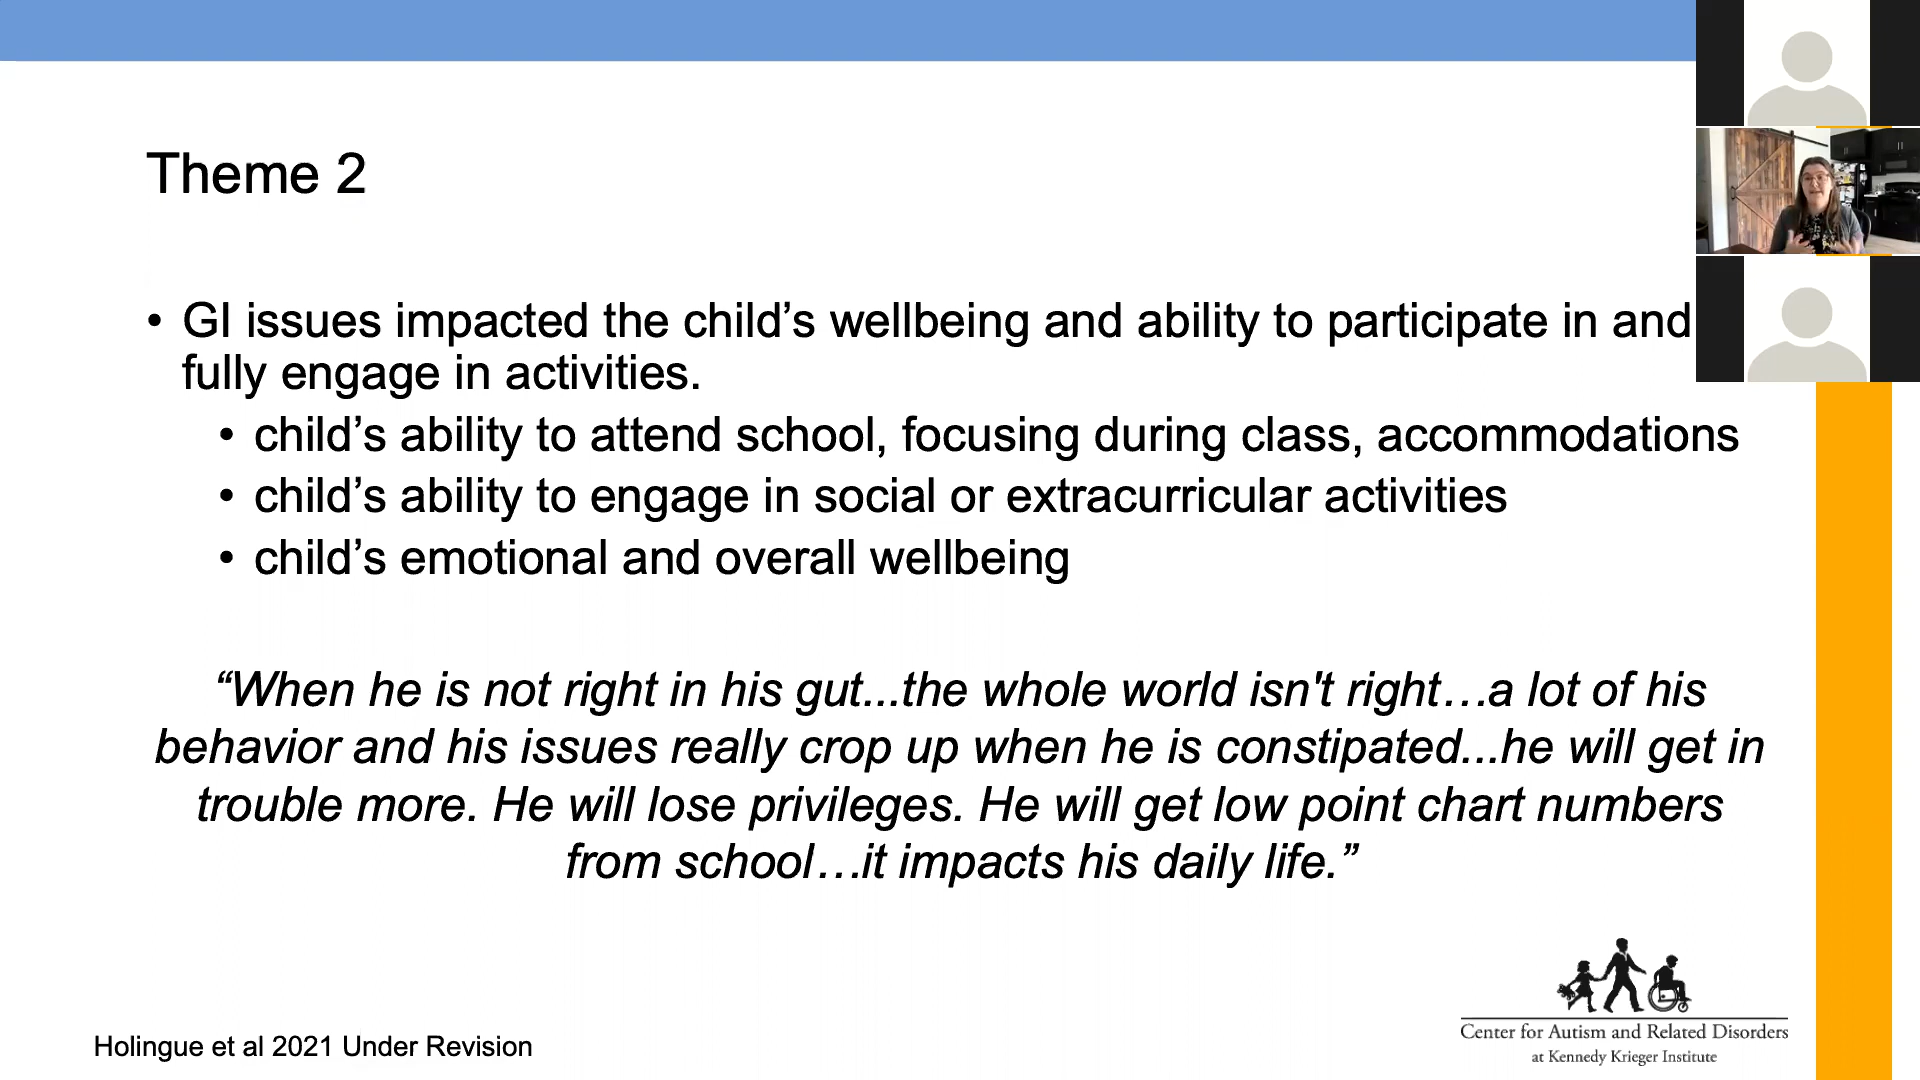 Theme 2
• GI issues impacted the child’s wellbeing and ability to participate in and
fully engage in activities.
• child’s ability to attend school, focusing during class, accommodations
• child’s ability to engage in social or extracurricular activities
• child’s emotional and overall wellbeing
“When he is not right in his gut...the whole world isn't right…a lot of his
behavior and his issues really crop up when he is constipated...he will get in
trouble more. He will lose privileges. He will get low point chart numbers
from school…it impacts his daily life.”
Center for Autism and Related Disorders
at Kennedy Krieger Institute
Holingue et al 2021 Under Revision